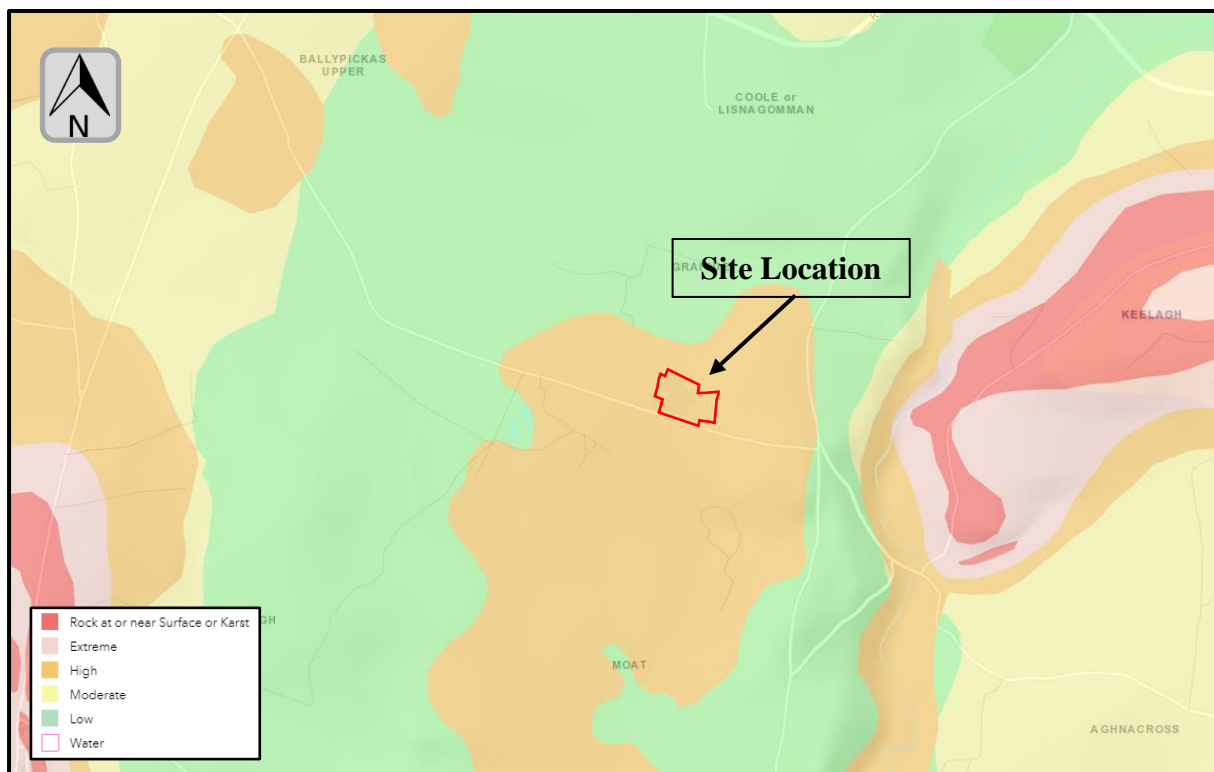 BALLYPICKAS
UPPER
N
COOLE or
LISNAGOMMAN
Site Location
KEELAGH
Rock at or near Surface or Karst
Extreme
High
Moderate
Low
Water
GH
MOAT
AGHNACROSS